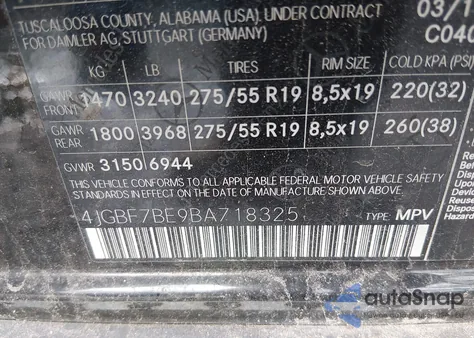 TUSCALOOSA COUNTY, ALABAMA (USA). UNDER
FOR DAIMLER AG, STUTTGART (GERMANY)
03/1
C040
KG LB TIRES RIM SIZE COLD KPA (PSI)
GAWR FRONT 1470 3240 275/55 R19 8,5x19 220(32)
GAWR REAR 1800 3968 275/55 R19 8,5x19 260(38)
GVWR 3150 6944
THIS VEHICLE CONFORMS TO ALL APPLICABLE FEDERAL MOTOR VEHICLE SAFETY
STANDARDS IN EFFECT ON THE DATE OF MANUFACTURE SHOWN ABOVE.
4JGBF7BE9BA718325 TYPE: MPV
autoSnap